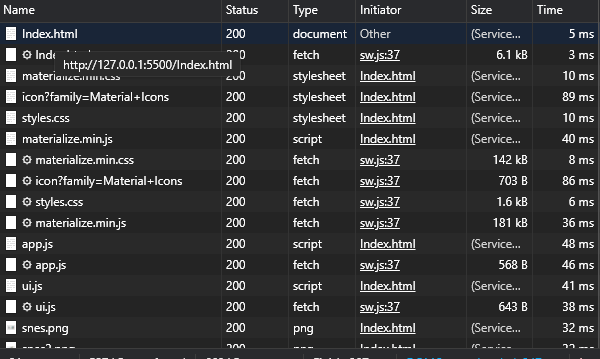 Name Status Type Initiator Size Time
Index.html 200 document Other (Service... 5 ms
200 fetch sw.js:37 6.1 kB 3 ms
http://127.0.0.1:5500/Index.html
materialize.min.css 200 stylesheet Index.html (Service... 10 ms
icon?family=Material+Icons 200 stylesheet Index.html (Service... 89 ms
styles.css 200 stylesheet Index.html (Service... 10 ms
materialize.min.js 200 script Index.html (Service... 40 ms
materialize.min.css 200 fetch sw.js:37 142 kB 8 ms
icon?family=Material+Icons 200 fetch sw.js:37 703 B 86 ms
styles.css 200 fetch sw.js:37 1.6 kB 6 ms
materialize.min.js 200 fetch sw.js:37 181 kB 36 ms
app.js 200 script Index.html (Service... 48 ms
app.js 200 fetch sw.js:37 568 B 46 ms
ui.js 200 script Index.html (Service... 41 ms
ui.js 200 fetch sw.js:37 643 B 38 ms
snes.png 200 png Index.html (Service... 32 ms